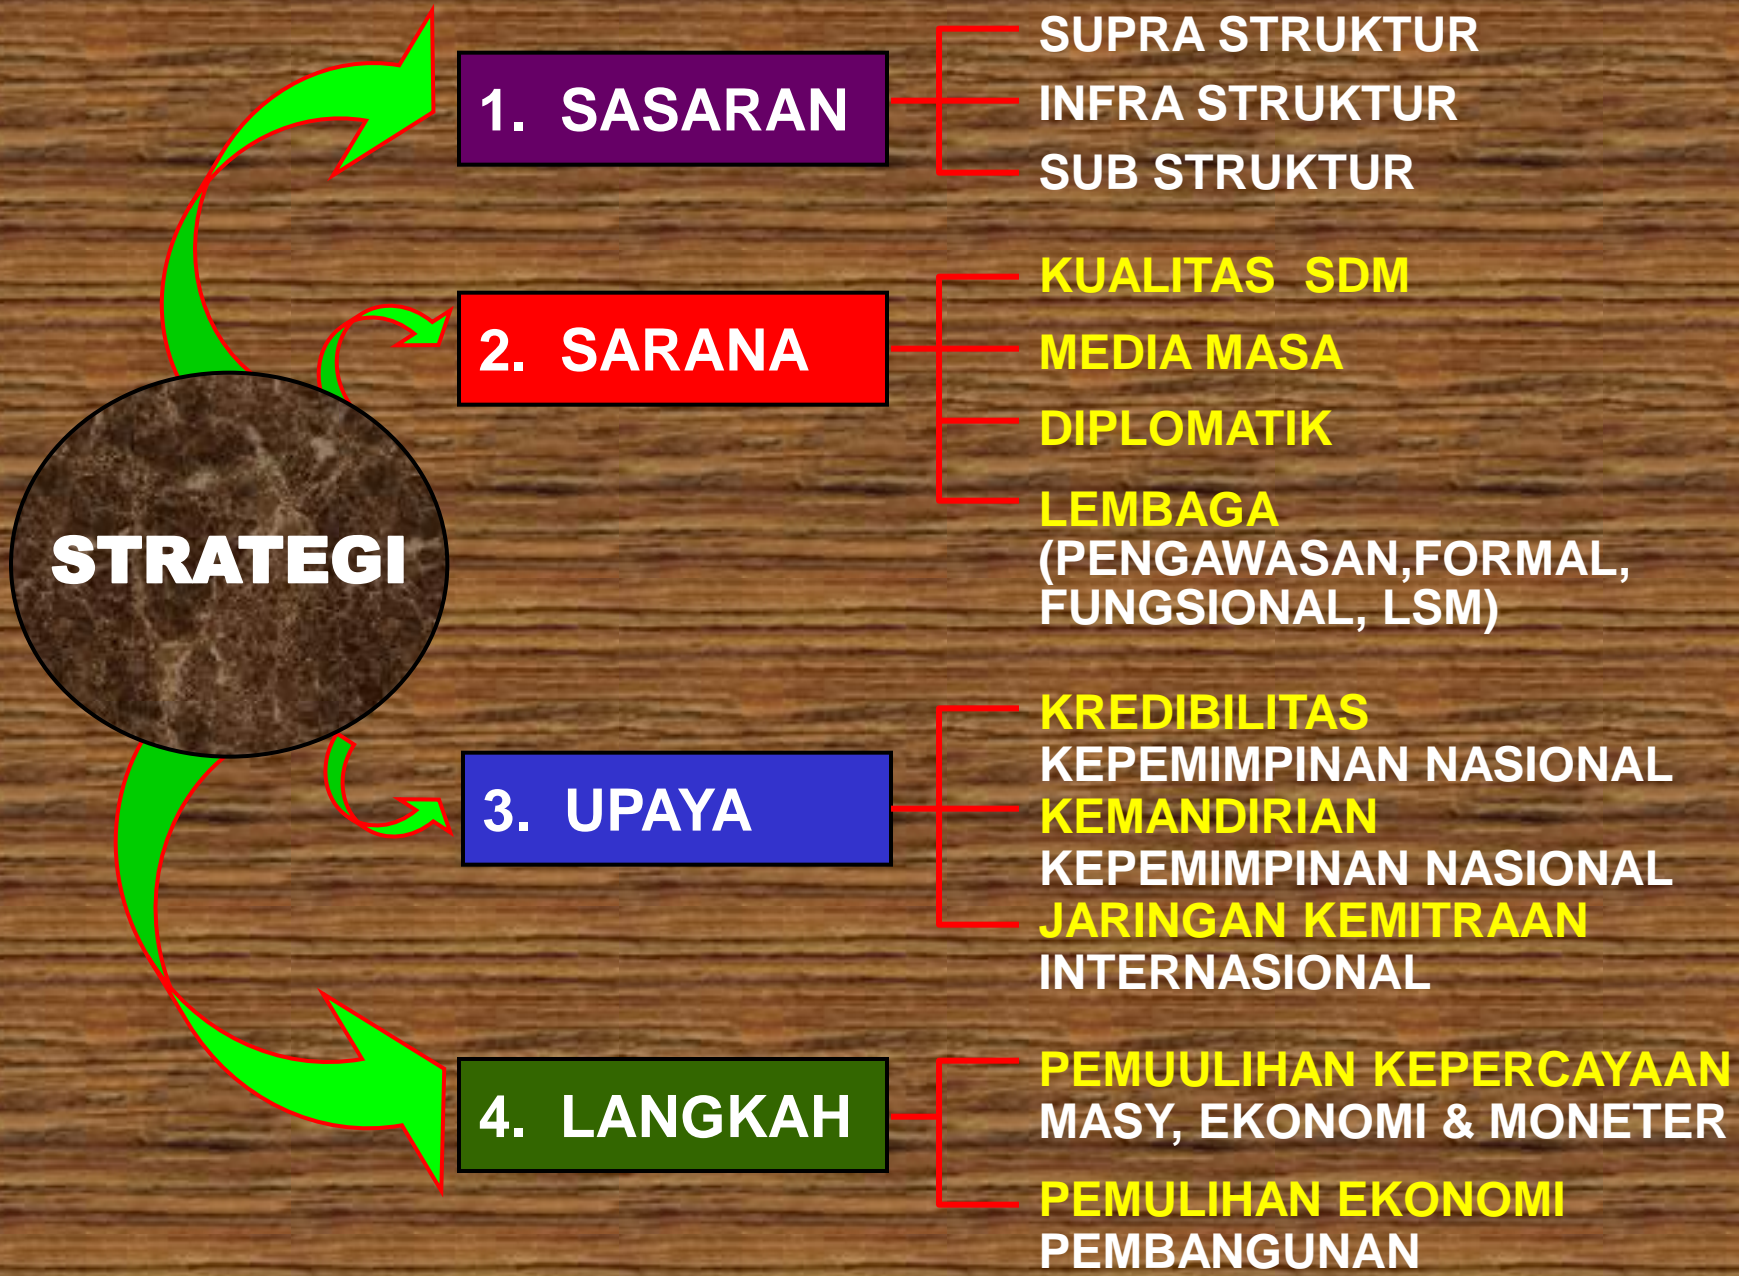 STRATEGI
1. SASARAN
SUPRA STRUKTUR
INFRA STRUKTUR
SUB STRUKTUR
2. SARANA
KUALITAS SDM
MEDIA MASA
DIPLOMATIK
LEMBAGA
(PENGAWASAN,FORMAL,
FUNGSIONAL, LSM)
3. UPAYA
KREDIBILITAS
KEPEMIMPINAN NASIONAL
KEMANDIRIAN
KEPEMIMPINAN NASIONAL
JARINGAN KEMITRAAN
INTERNASIONAL
4. LANGKAH
PEMUULIHAN KEPERCAYAAN
MASY, EKONOMI & MONETER
PEMULIHAN EKONOMI
PEMBANGUNAN